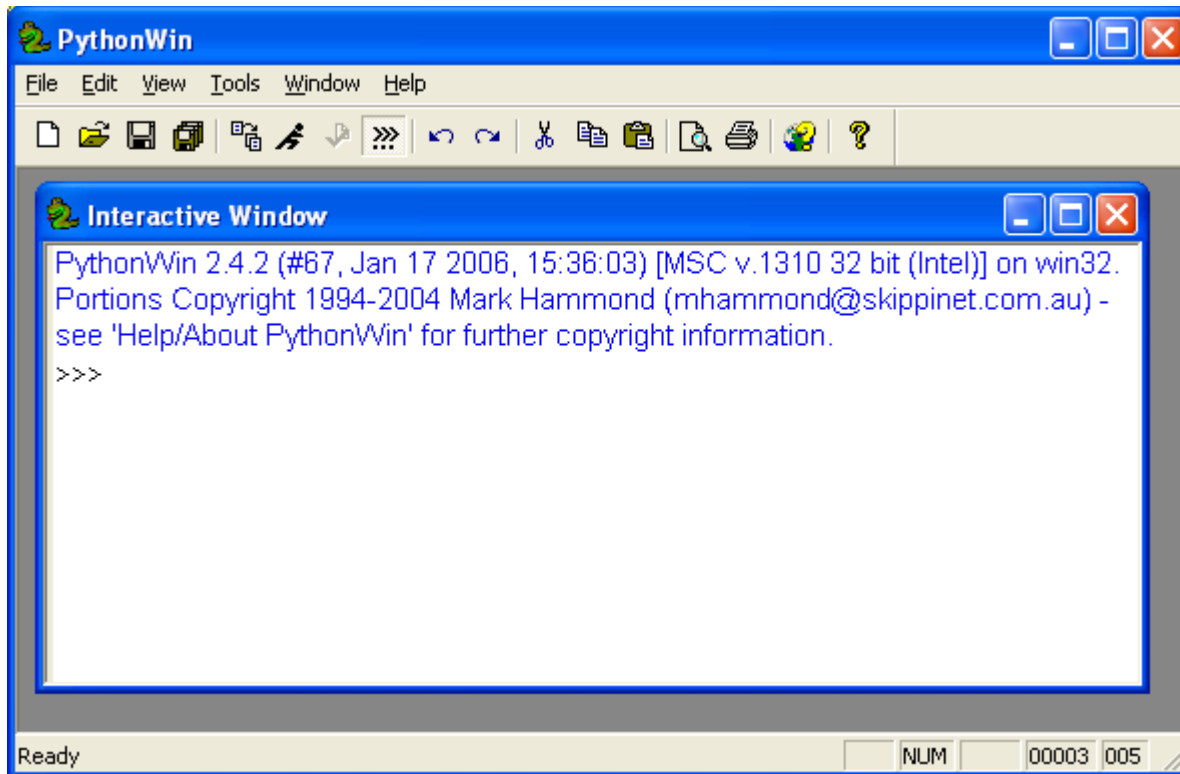 PythonWin
File Edit View Tools Window Help
Interactive Window
PythonWin 2.4.2 (#67, Jan 17 2006, 15:36:03) [MSC v.1310 32 bit (Intel)] on win32.
Portions Copyright 1994-2004 Mark Hammond (mhammond@skippinet.com.au) -
see 'Help/About PythonWin' for further copyright information.
>>>
Ready NUM 00003 005